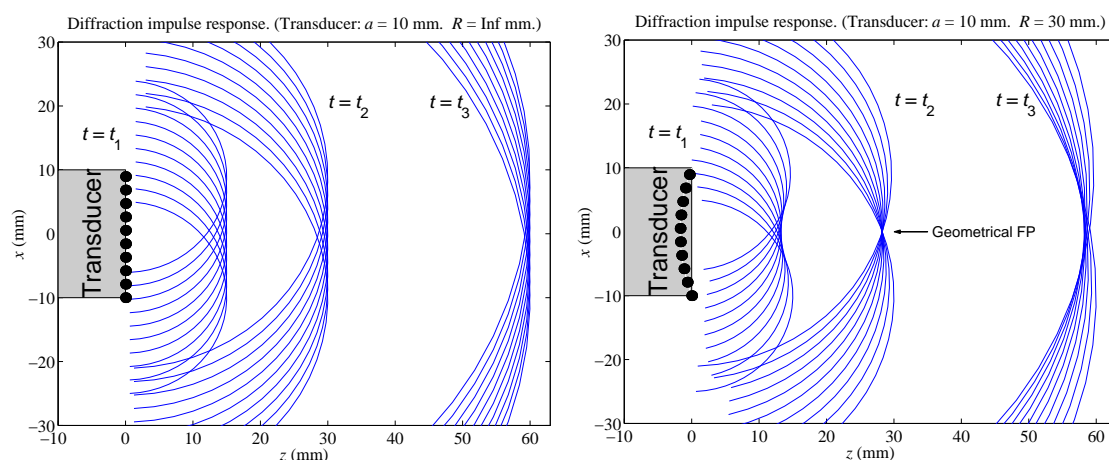 Diffraction impulse response. (Transducer: a = 10 mm. R = Inf mm.)
30
20
10
0
−10
−20
−30
x (mm)
t = t1
t = t2
t = t3
Transducer
−10
0
10
20
30
40
50
60
z (mm)
Diffraction impulse response. (Transducer: a = 10 mm. R = 30 mm.)
30
20
10
0
−10
−20
−30
x (mm)
t = t1
t = t2
t = t3
Transducer
Geometrical FP
−10
0
10
20
30
40
50
60
z (mm)